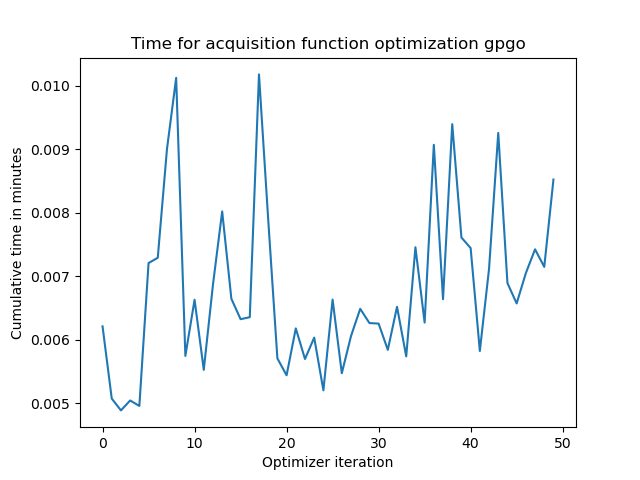 Time for acquisition function optimization gpgo
Cumulative time in minutes
0.010
0.009
0.008
0.007
0.006
0.005
0 10 20 30 40 50
Optimizer iteration